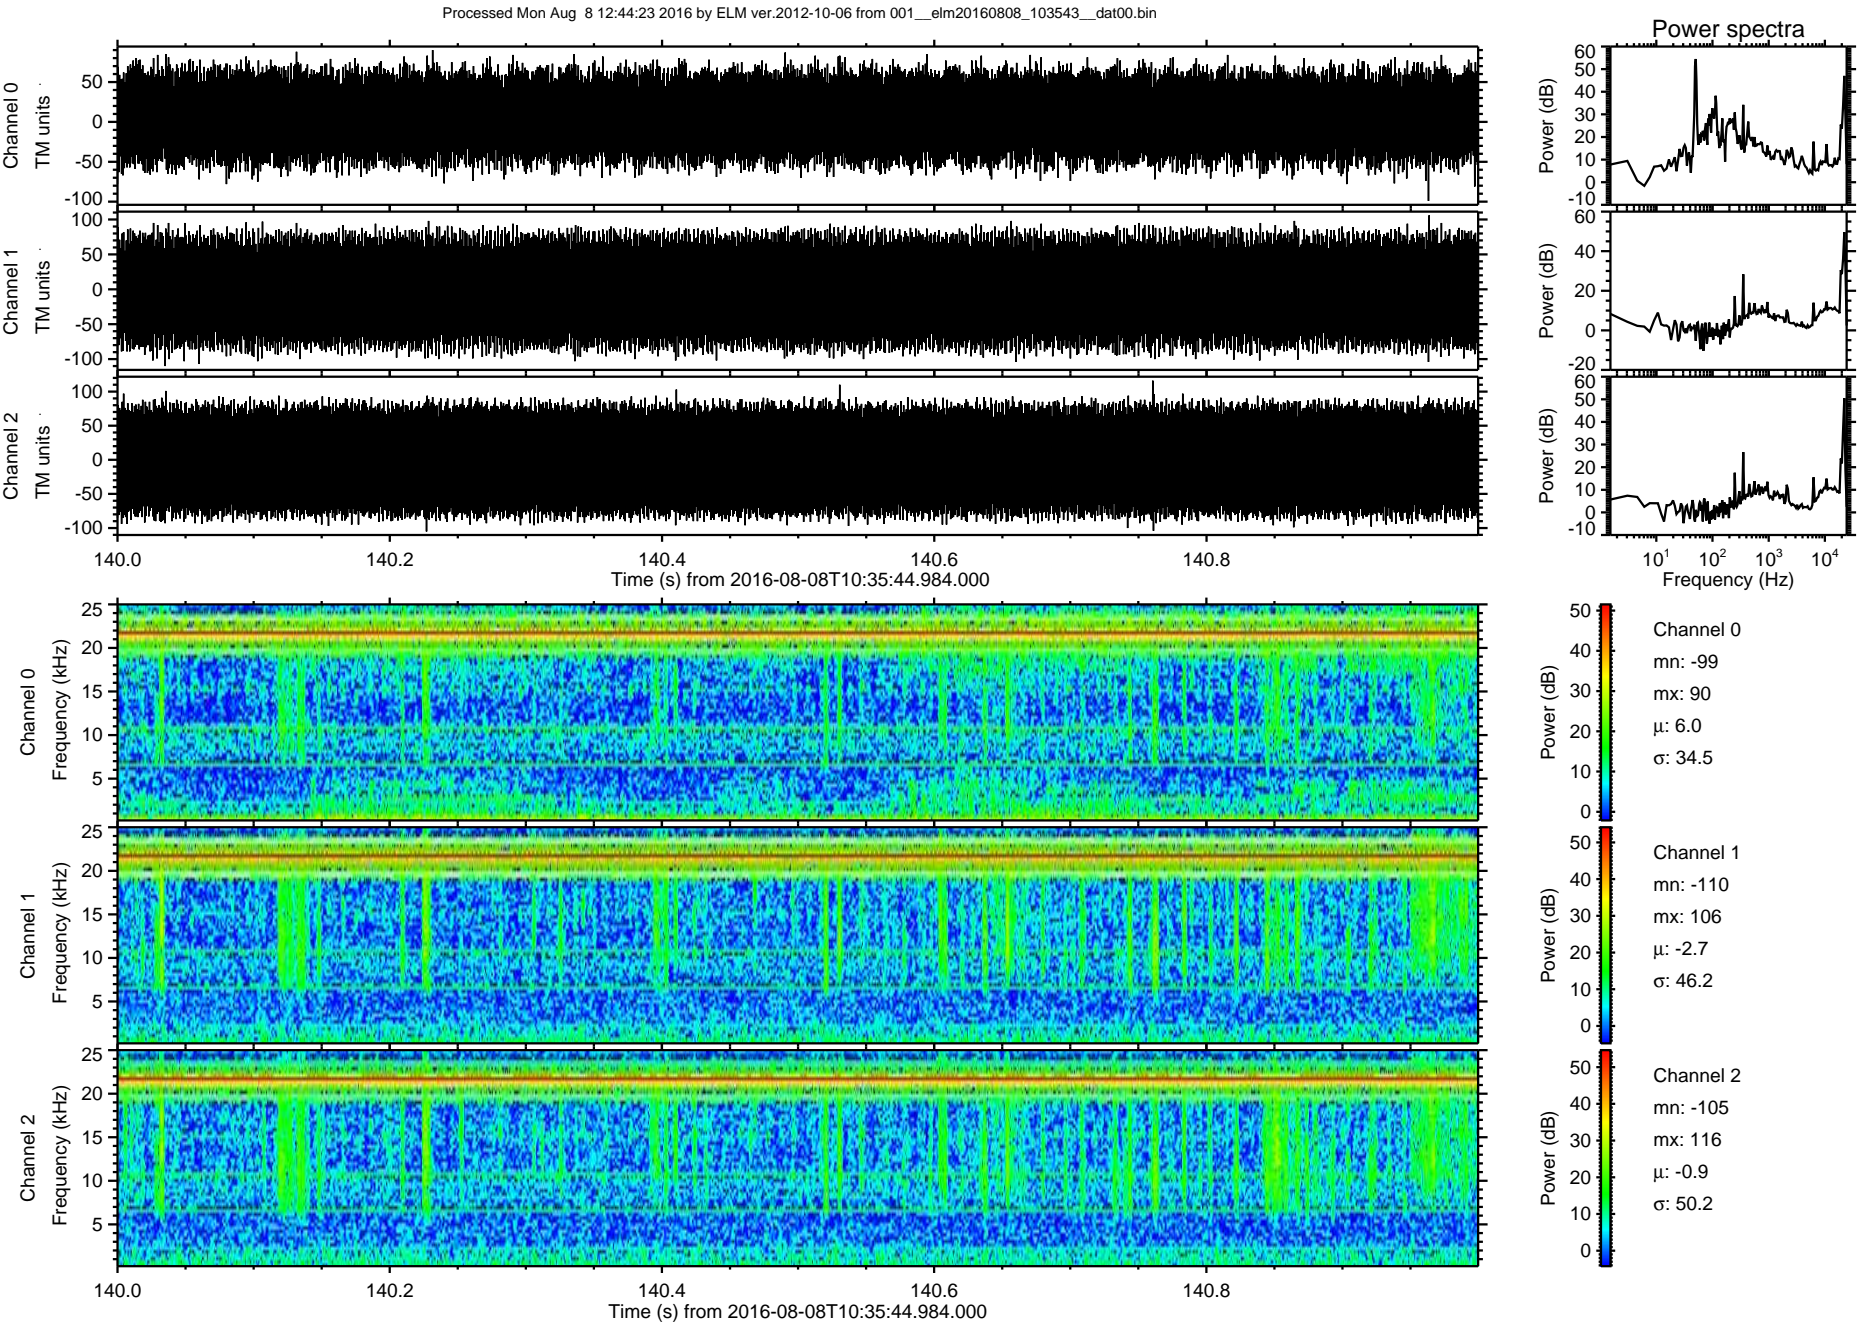 Processed Mon Aug  8 12:44:23 2016 by ELM ver.2012-10-06 from 001__elm20160808_103543__dat00.bin
Power spectra
Channel 0
TM units
50
0
-50
-100
Power (dB)
60
50
40
30
20
10
0
-10
Channel 1
TM units
100
50
0
-50
-100
Power (dB)
60
40
20
0
-20
Channel 2
TM units
100
50
0
-50
-100
Power (dB)
60
50
40
30
20
10
0
-10
140.0 140.2 140.4 140.6 140.8
Time (s) from 2016-08-08T10:35:44.984.000
10^1 10^2 10^3 10^4
Frequency (Hz)
Channel 0
Frequency (kHz)
25
20
15
10
5
Power (dB)
50
40
30
20
10
0
Channel 0
mn: -99
mx: 90
μ: 6.0
σ: 34.5
Channel 1
Frequency (kHz)
25
20
15
10
5
Power (dB)
50
40
30
20
10
0
Channel 1
mn: -110
mx: 106
μ: -2.7
σ: 46.2
Channel 2
Frequency (kHz)
25
20
15
10
5
Power (dB)
50
40
30
20
10
0
Channel 2
mn: -105
mx: 116
μ: -0.9
σ: 50.2
140.0 140.2 140.4 140.6 140.8
Time (s) from 2016-08-08T10:35:44.984.000